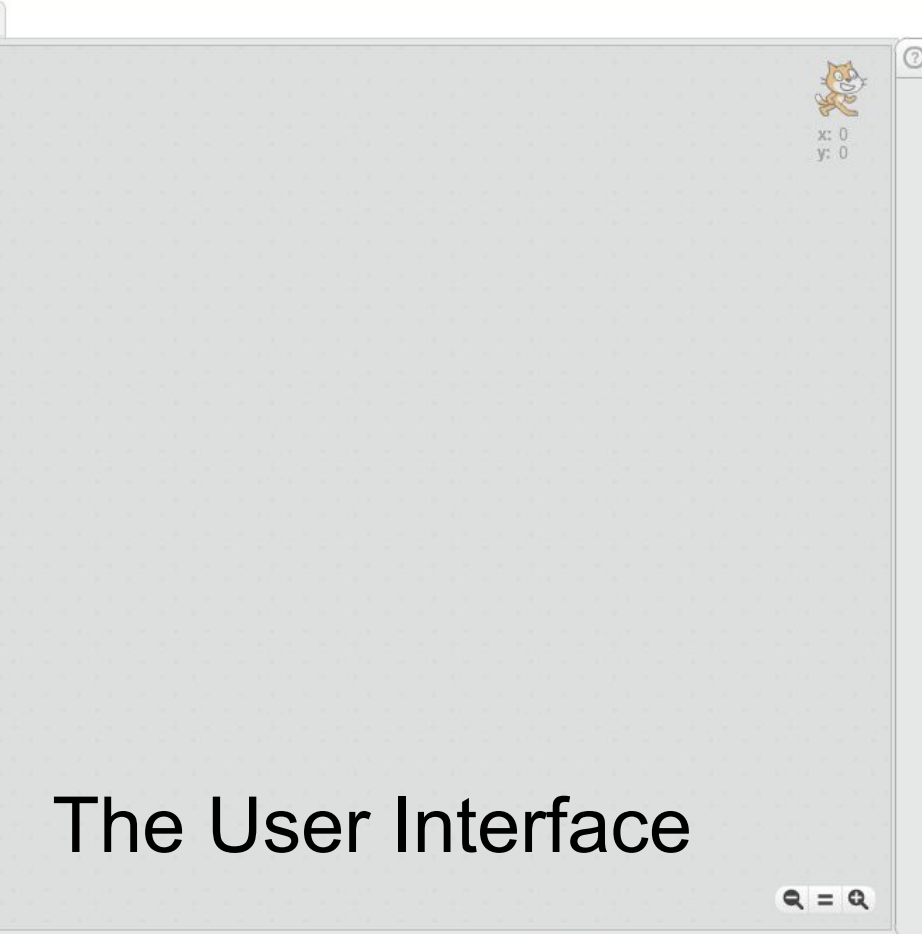 ?
x: 0
y: 0
The User Interface
=